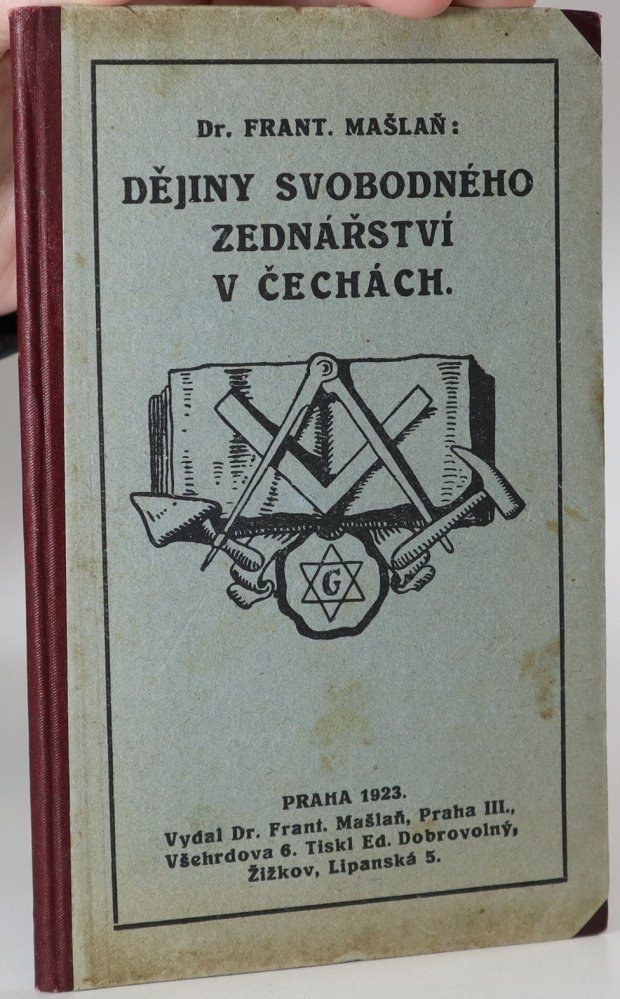 Dr. FRANT. MAŠLAŇ:
DĚJINY SVOBODNÉHO
ZEDNÁŘSTVÍ
V ČECHÁCH.
G
PRAHA 1923.
Vydal Dr. Frant. Mašlaň, Praha III.,
Všehrdova 6. Tiskl Ed. Dobrovolný,
Žižkov, Lipanská 5.